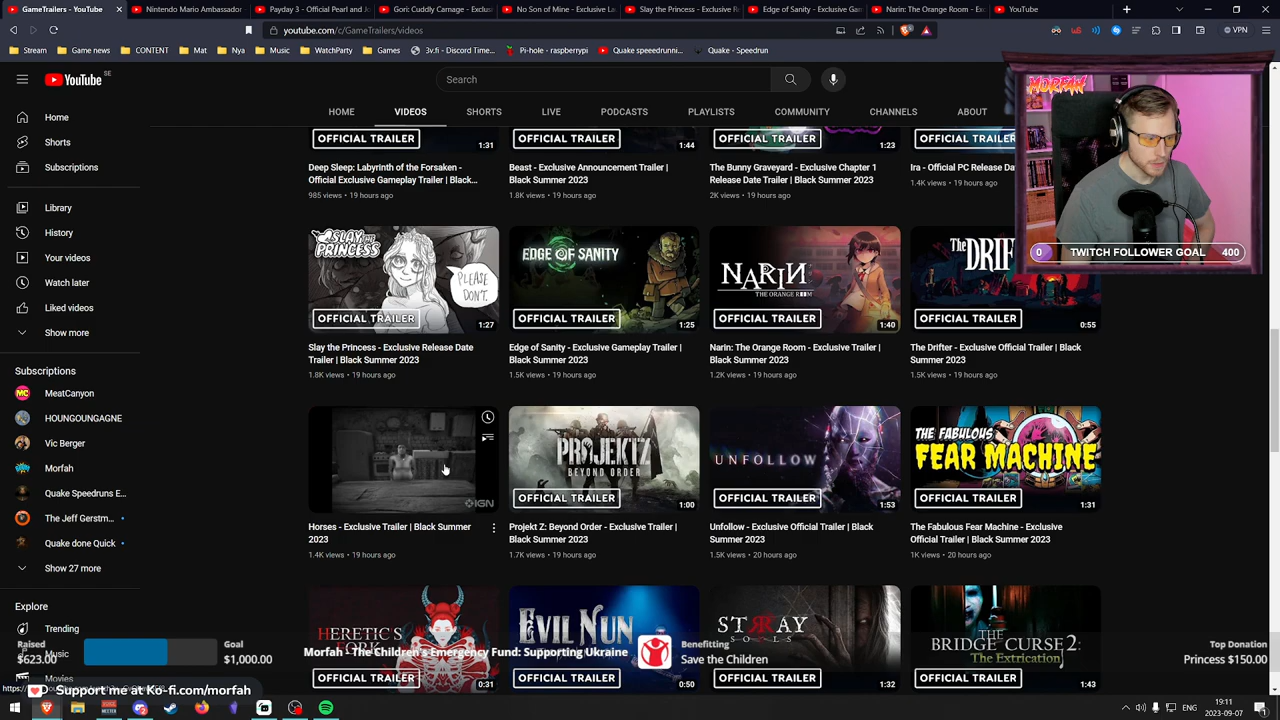 GameTrailers - YouTube
Nintendo Mario Ambassador
Payday 3 - Official Pearl and Jo
Gori: Cuddly Carnage - Exclus
No Son of Mine - Exclusive La
Slay the Princess - Exclusive R
Edge of Sanity - Exclusive Gam
Narin: The Orange Room - Ex
YouTube
youtube.com/c/GameTrailers/videos
VPN
Stream
Game news
CONTENT
Mat
Nya
Music
WatchParty
Games
3v.fi - Discord Time...
Pi-hole - raspberrypi
Quake speeedrunni...
Quake - Speedrun
YouTube SE
Search
HOME
VIDEOS
SHORTS
LIVE
PODCASTS
PLAYLISTS
COMMUNITY
CHANNELS
ABOUT
Home
Shorts
Subscriptions
Library
History
Your videos
Watch later
Liked videos
Show more
Subscriptions
MeatCanyon
HOUNGOUNGAGNE
Vic Berger
Morfah
Quake Speedruns E...
The Jeff Gerstm...
Quake done Quick
Show 27 more
Explore
Trending
Music
Movies
OFFICIAL TRAILER
1:31
OFFICIAL TRAILER
1:44
OFFICIAL TRAILER
1:23
OFFICIAL TRAILER
Deep Sleep: Labyrinth of the Forsaken -
Official Exclusive Gameplay Trailer | Black...
985 views • 19 hours ago
Beast - Exclusive Announcement Trailer |
Black Summer 2023
1.8K views • 19 hours ago
The Bunny Graveyard - Exclusive Chapter 1
Release Date Trailer | Black Summer 2023
2K views • 19 hours ago
Ira - Official PC Release Da
1.4K views • 19 hours ago
MORFAH
0 TWITCH FOLLOWER GOAL 400
SLAY THE PRINCESS
PLEASE DON'T.
OFFICIAL TRAILER
1:27
EDGE OF SANITY
OFFICIAL TRAILER
1:25
NARIN
THE ORANGE ROOM
OFFICIAL TRAILER
1:40
The DRIF
OFFICIAL TRAILER
0:55
Slay the Princess - Exclusive Release Date
Trailer | Black Summer 2023
1.8K views • 19 hours ago
Edge of Sanity - Exclusive Gameplay Trailer |
Black Summer 2023
1.5K views • 19 hours ago
Narin: The Orange Room - Exclusive Trailer |
Black Summer 2023
1.2K views • 19 hours ago
The Drifter - Exclusive Official Trailer | Black
Summer 2023
1.5K views • 19 hours ago
IGN
PROJEKTZ
BEYOND ORDER
OFFICIAL TRAILER
1:00
UNFOLLOW
OFFICIAL TRAILER
1:53
THE FABULOUS
FEAR MACHINE
OFFICIAL TRAILER
1:31
Horses - Exclusive Trailer | Black Summer
2023
1.4K views • 19 hours ago
Projekt Z: Beyond Order - Exclusive Trailer |
Black Summer 2023
1.7K views • 19 hours ago
Unfollow - Exclusive Official Trailer | Black
Summer 2023
1.5K views • 20 hours ago
The Fabulous Fear Machine - Exclusive
Official Trailer | Black Summer 2023
1K views • 20 hours ago
HERETIC'S FORK
OFFICIAL TRAILER
0:31
EVIL NUN
OFFICIAL TRAILER
0:50
STRAY
SOULS
OFFICIAL TRAILER
1:32
THE
BRIDGE CURSE 2:
The Extrication
OFFICIAL TRAILER
1:43
Raised
$623.00
Goal
$1,000.00
Morfah - The Children's Emergency Fund: Supporting Ukraine
Benefitting
Save the Children
Top Donation
Princess $150.00
Support me at Ko-fi.com/morfah
ENG
19:11
2023-09-07